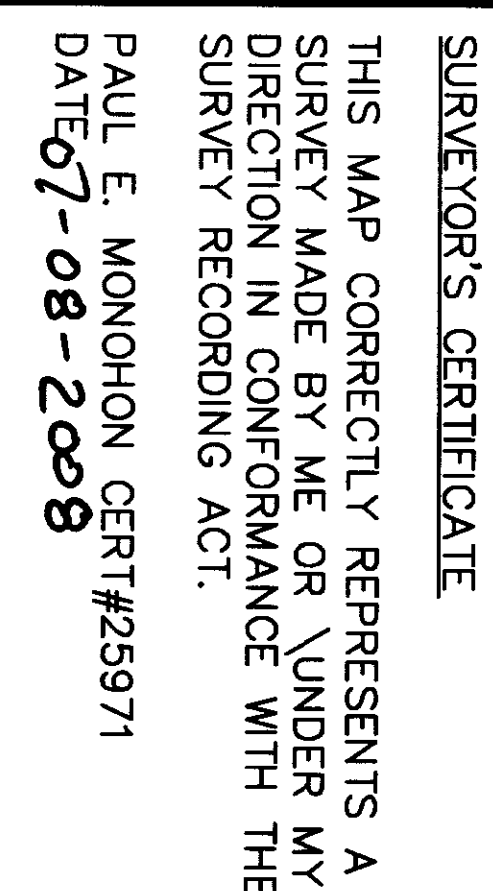 SURVEYOR'S CERTIFICATE
THIS MAP CORRECTLY REPRESENTS A
SURVEY MADE BY ME OR \UNDER MY
DIRECTION IN CONFORMANCE WITH THE
SURVEY RECORDING ACT.
PAUL E. MONOHON CERT#25971
DATE 07-08-2008